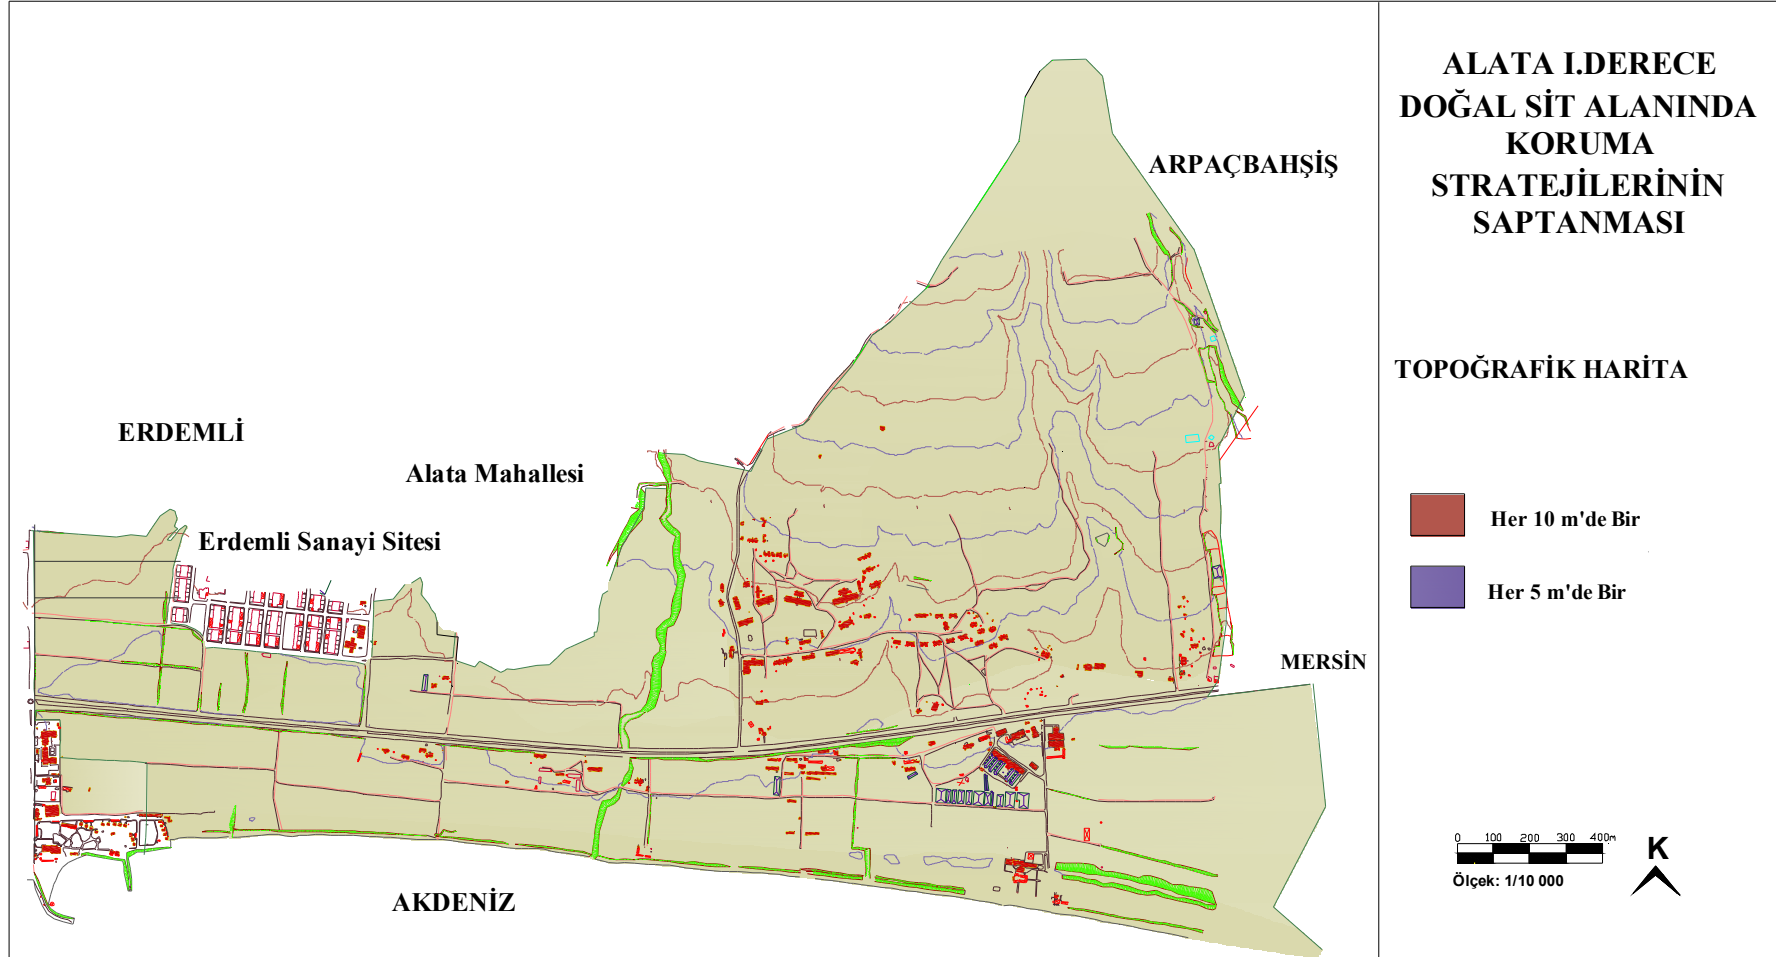 ALATA I.DERECE
DOĞAL SİT ALANINDA
KORUMA
STRATEJİLERİNİN
SAPTANMASI
ARPAÇBAHŞİŞ
TOPOĞRAFİK HARİTA
ERDEMLİ
Alata Mahallesi
Erdemli Sanayi Sitesi
Her 10 m'de Bir
Her 5 m'de Bir
MERSİN
AKDENİZ
0 100 200 300 400m
Ölçek: 1/10 000
K